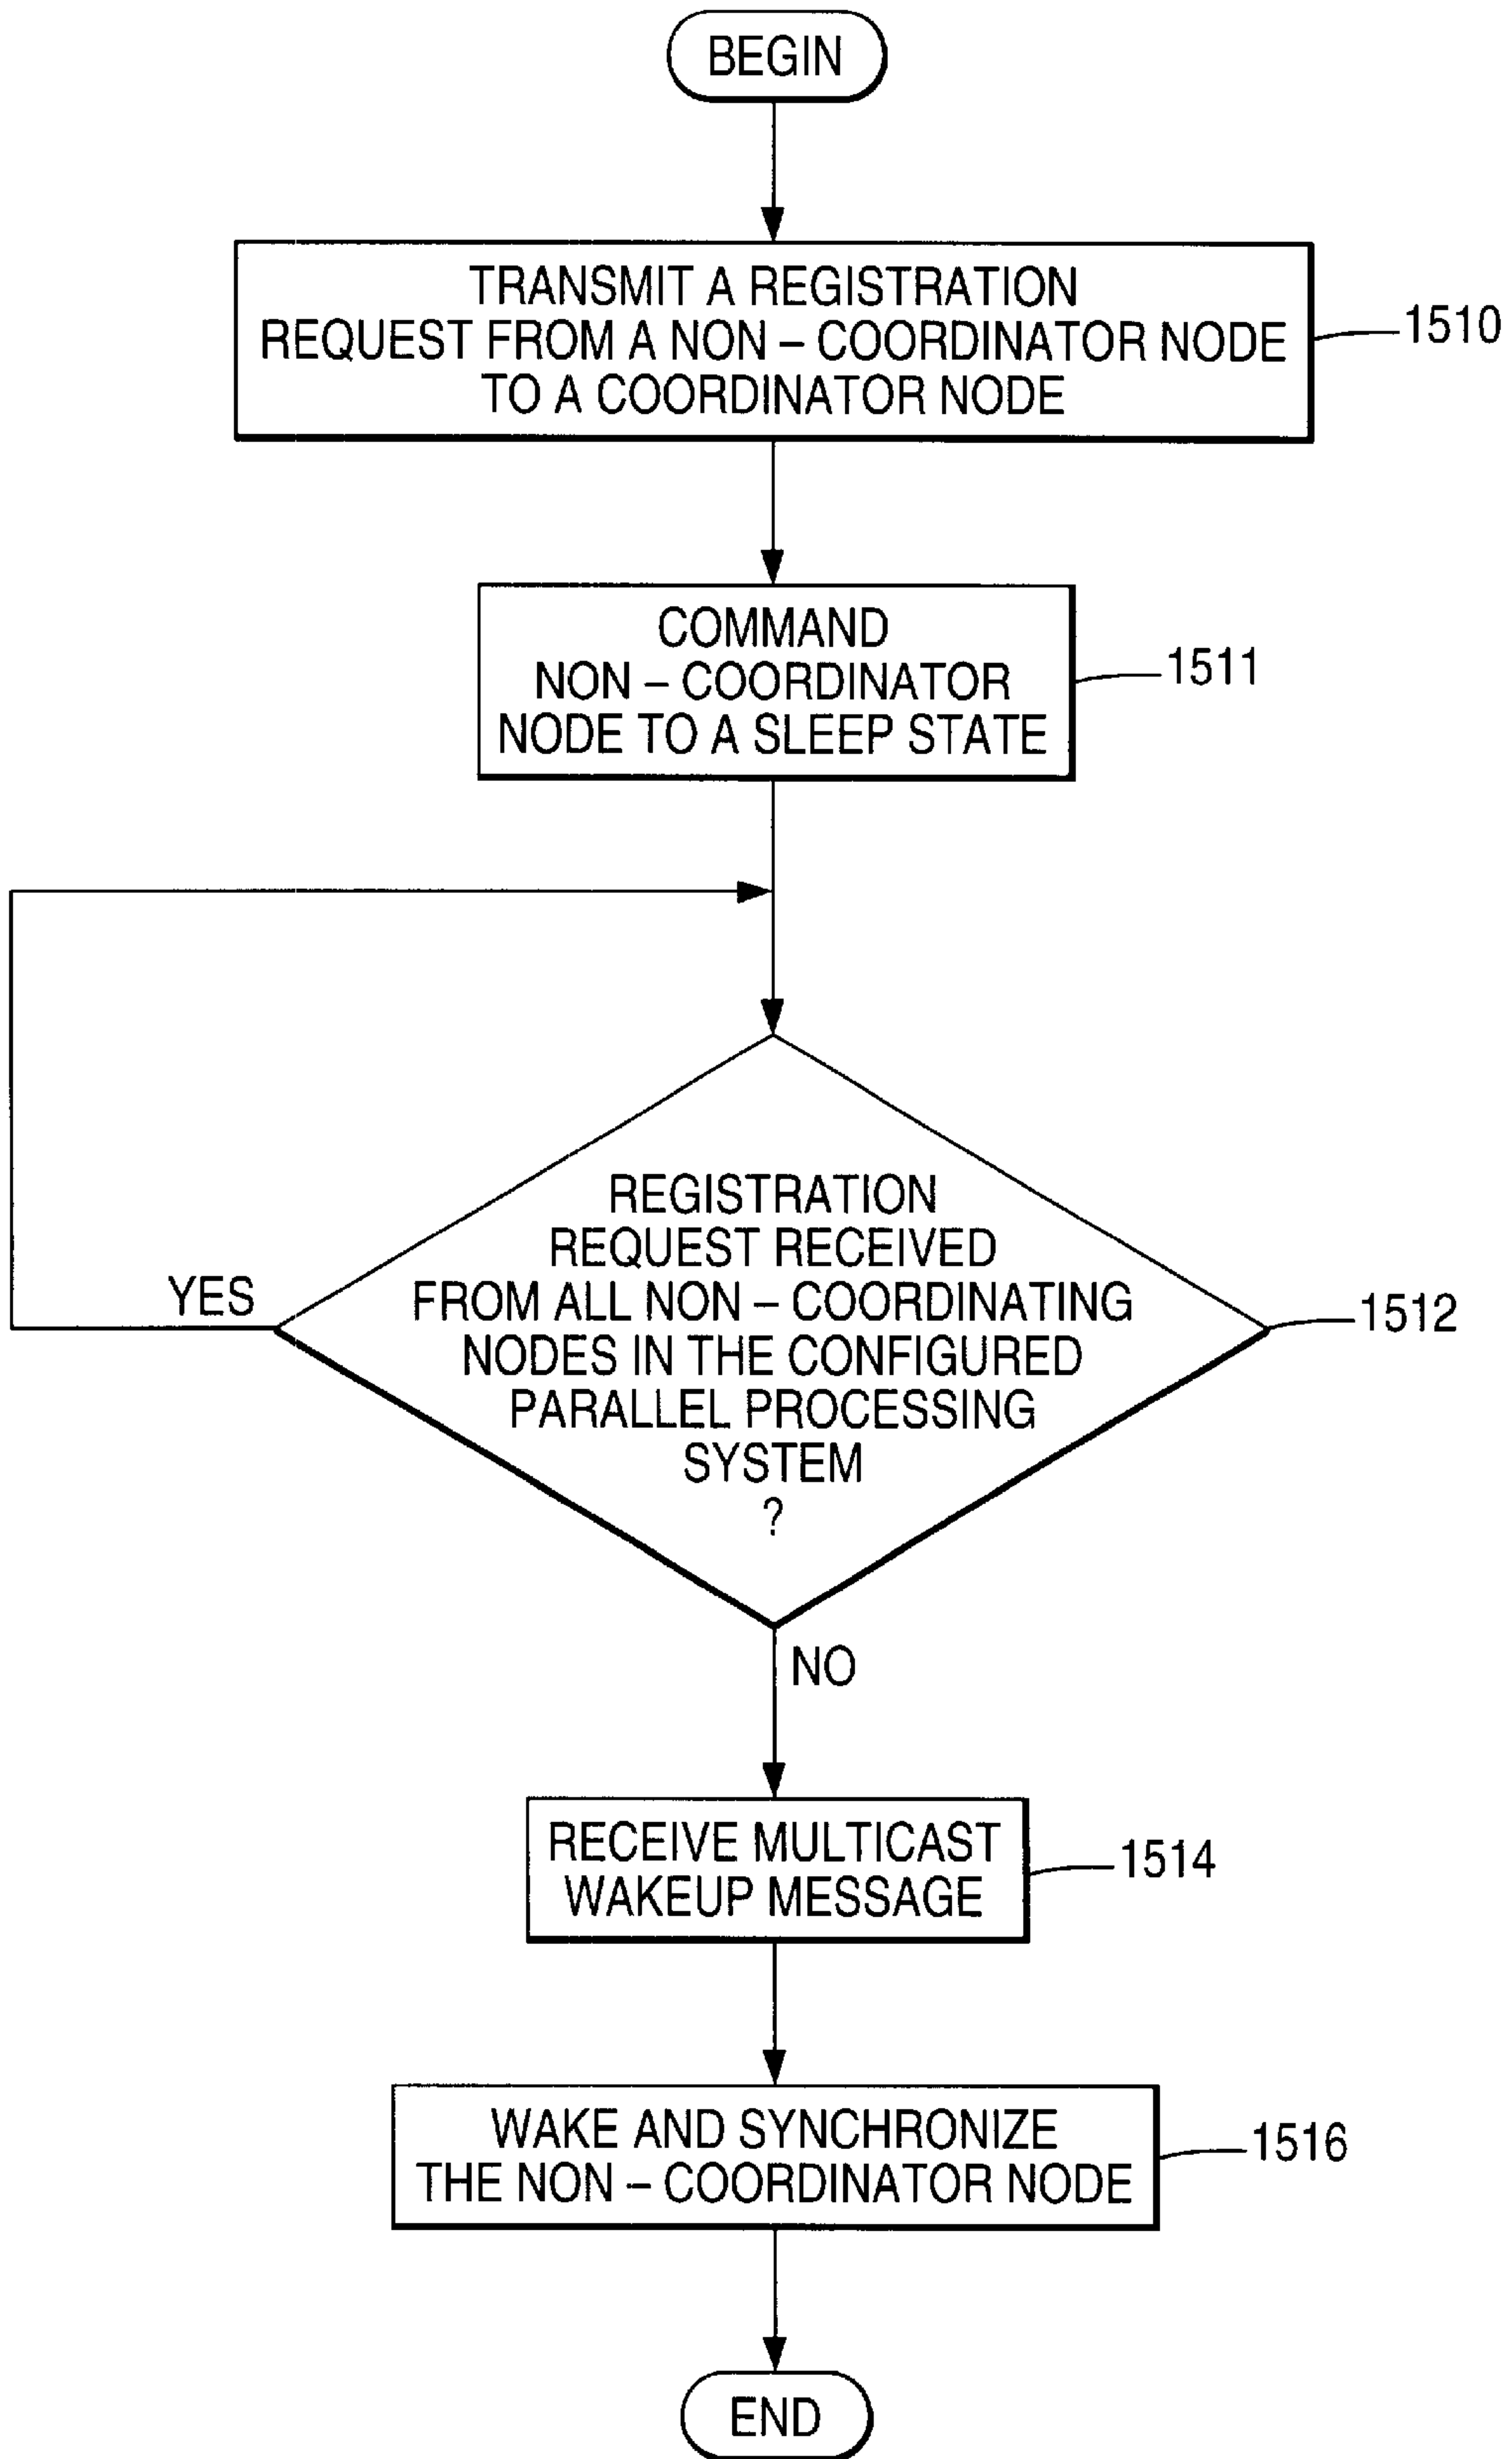 BEGIN
TRANSMIT A REGISTRATION
REQUEST FROM A NON – COORDINATOR NODE
TO A COORDINATOR NODE
1510
COMMAND
NON – COORDINATOR
NODE TO A SLEEP STATE
1511
REGISTRATION
REQUEST RECEIVED
FROM ALL NON – COORDINATING
NODES IN THE CONFIGURED
PARALLEL PROCESSING
SYSTEM
?
YES
1512
NO
RECEIVE MULTICAST
WAKEUP MESSAGE
1514
WAKE AND SYNCHRONIZE
THE NON – COORDINATOR NODE
1516
END